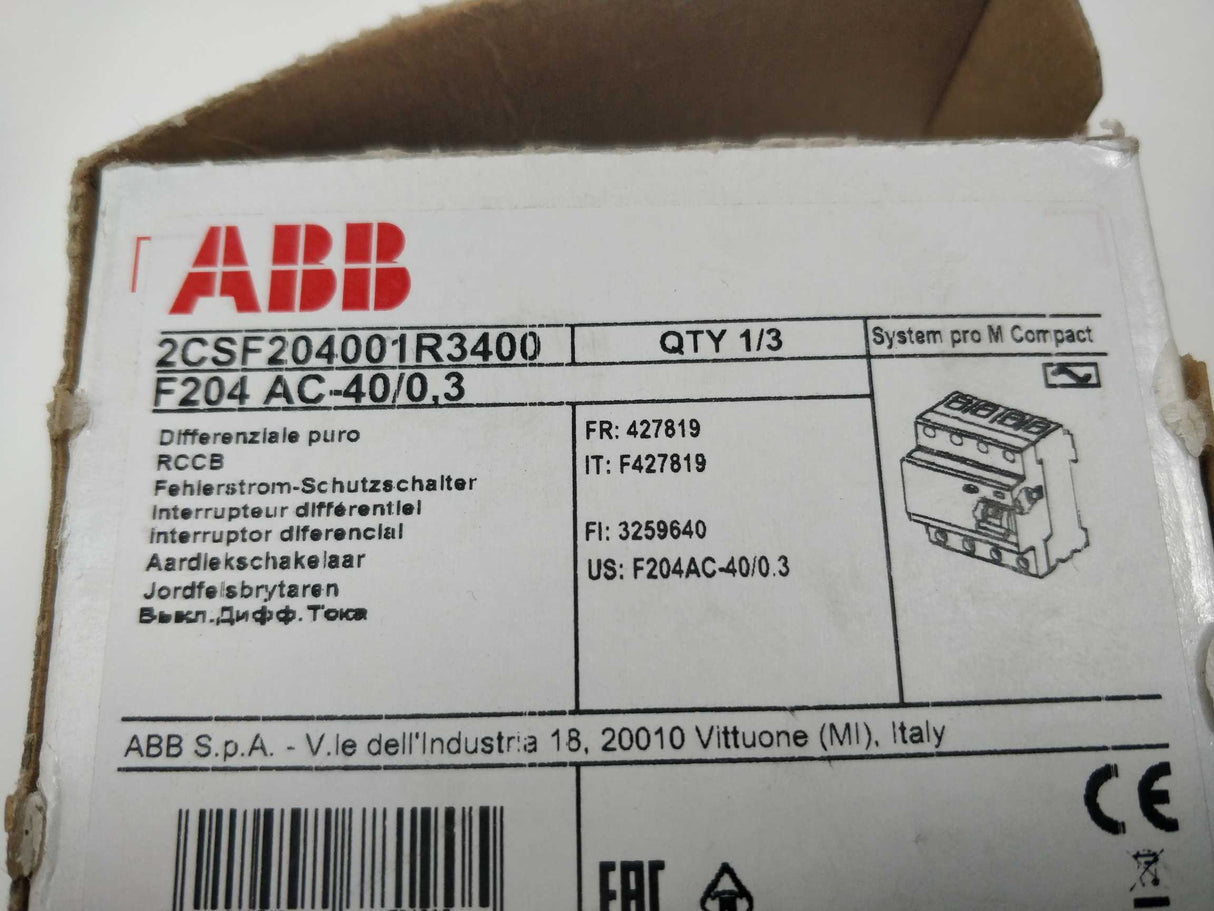 ABB
2CSF204001R3400
QTY 1/3
System pro M Compact
F204 AC-40/0,3
Differenziale puro
RCCB
Fehlerstrom-Schutzschalter
Interrupteur différentiel
Interruptor diferencial
Aardlekschakelaar
Jordfelsbrytaren
Выкл.Дифф.Тока
FR: 427819
IT: F427819
FI: 3259640
US: F204AC-40/0.3
ABB S.p.A. - V.le dell'Industria 18, 20010 Vittuone (MI), Italy
CE
EAC